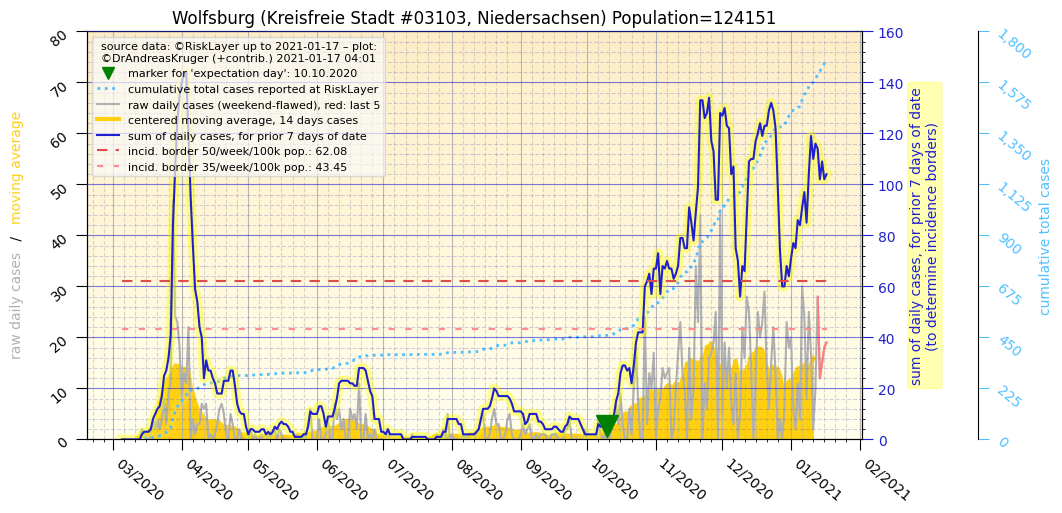 Wolfsburg (Kreisfreie Stadt #03103, Niedersachsen) Population=124151
source data: ©RiskLayer up to 2021-01-17 – plot:
©DrAndreasKruger (+contrib.) 2021-01-17 04:01
marker for 'expectation day': 10.10.2020
cumulative total cases reported at RiskLayer
raw daily cases (weekend-flawed), red: last 5
centered moving average, 14 days cases
sum of daily cases, for prior 7 days of date
incid. border 50/week/100k pop.: 62.08
incid. border 35/week/100k pop.: 43.45
raw daily cases / moving average
80
70
60
50
40
30
20
10
0
03/2020
04/2020
05/2020
06/2020
07/2020
08/2020
09/2020
10/2020
11/2020
12/2020
01/2021
02/2021
160
140
120
100
80
60
40
20
0
sum of daily cases, for prior 7 days of date
(to determine incidence borders)
1,800
1,575
1,350
1,125
900
675
450
225
0
cumulative total cases